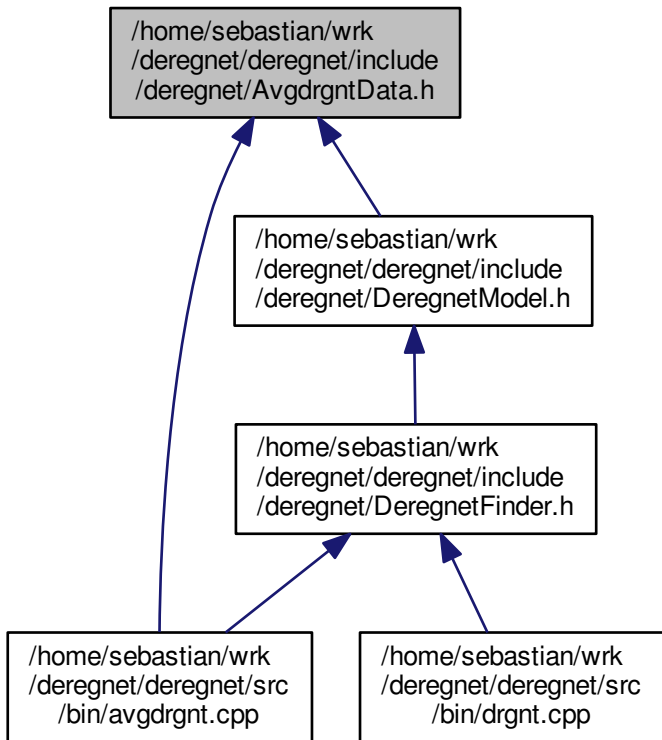 /home/sebastian/wrk
/deregnet/deregnet/include
/deregnet/AvgdrgntData.h
/home/sebastian/wrk
/deregnet/deregnet/include
/deregnet/DeregnetModel.h
/home/sebastian/wrk
/deregnet/deregnet/include
/deregnet/DeregnetFinder.h
/home/sebastian/wrk
/deregnet/deregnet/src
/bin/avgdrgnt.cpp
/home/sebastian/wrk
/deregnet/deregnet/src
/bin/drgnt.cpp